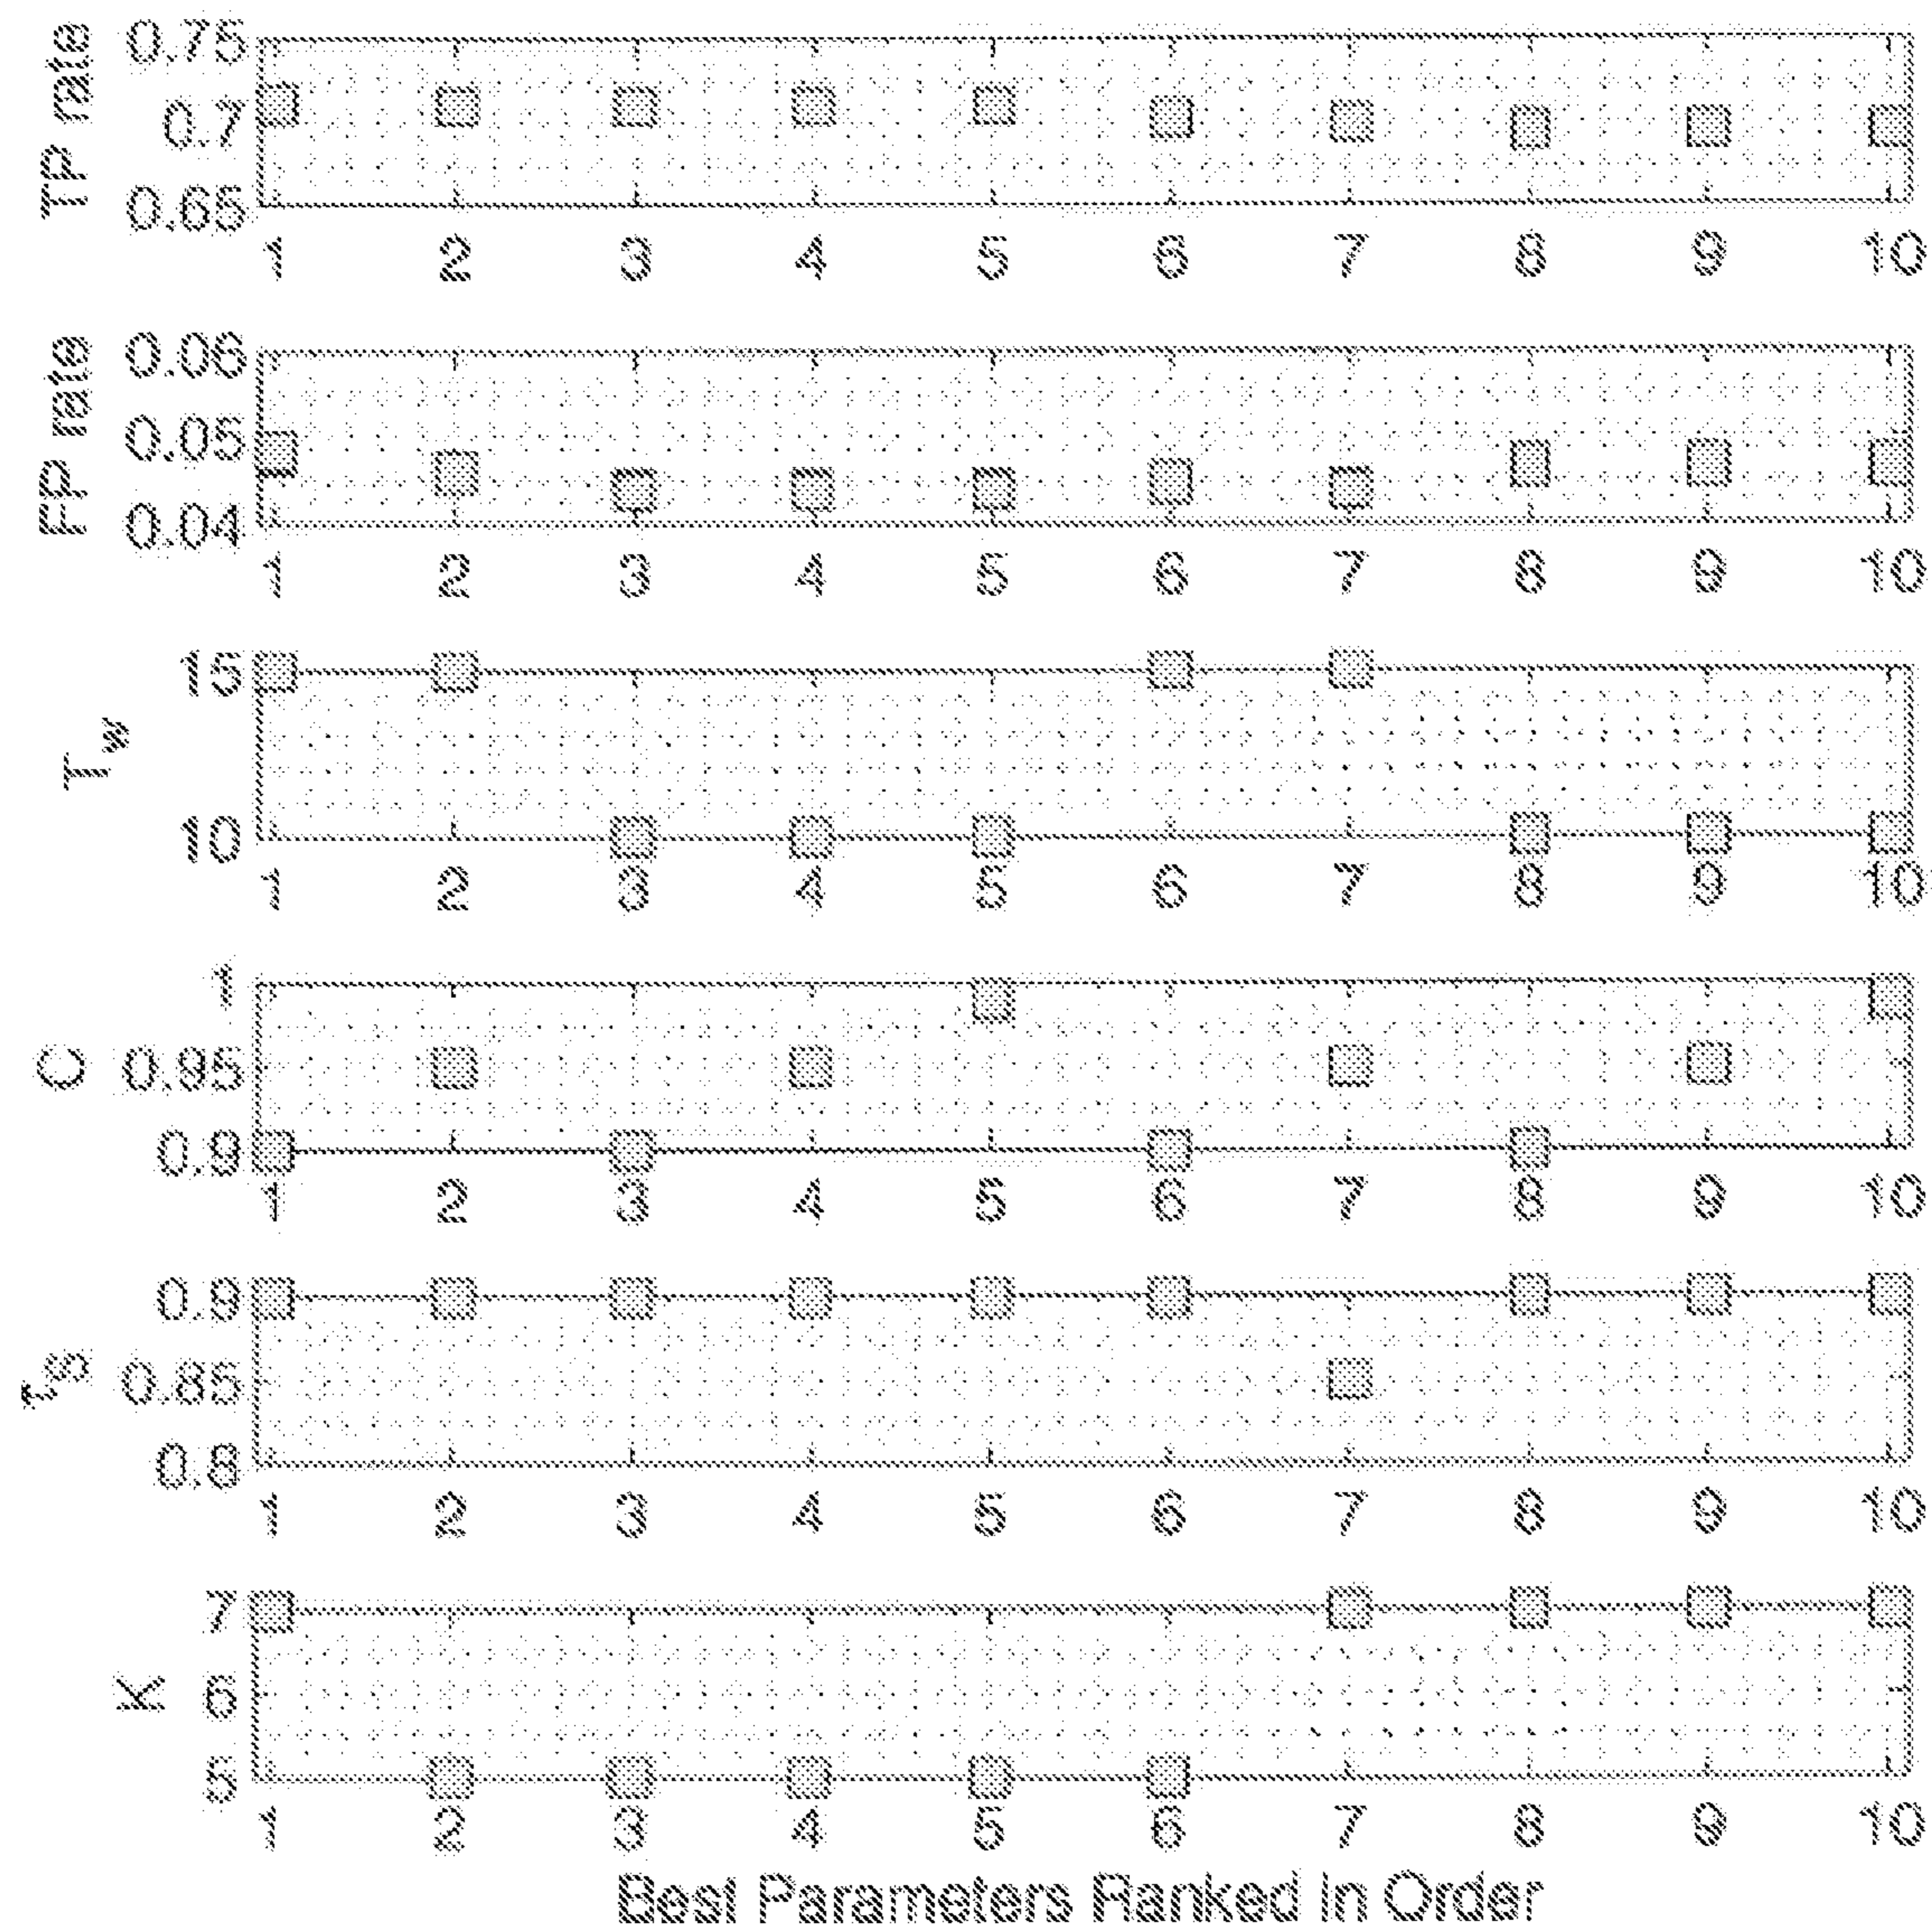 TP rate
0.75
0.7
0.65
1 2 3 4 5 6 7 8 9 10
FP rate
0.06
0.05
0.04
1 2 3 4 5 6 7 8 9 10
Tw
15
10
1 2 3 4 5 6 7 8 9 10
C
1
0.95
0.9
1 2 3 4 5 6 7 8 9 10
τS
0.9
0.85
0.8
1 2 3 4 5 6 7 8 9 10
K
7
6
5
1 2 3 4 5 6 7 8 9 10
Best Parameters Ranked In Order